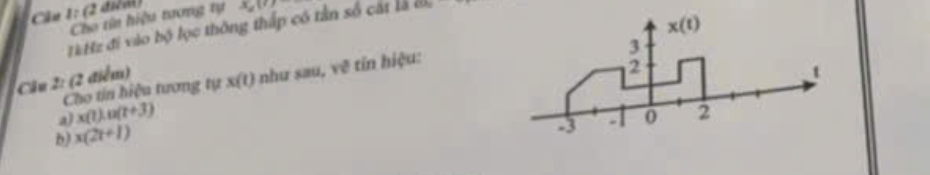 Câu 1: (2 điểm)
Cho tín hiệu tương tự
1kHz đi vào bộ lọc thông thấp có tần số cắt là
Câu 2: (2 điểm)
Cho tín hiệu tương tự x(t) như sau, vẽ tín hiệu:
a) x(t).u(t+3)
b) x(2t+1)
x(t)
3
2
t
-3
-1
0
2